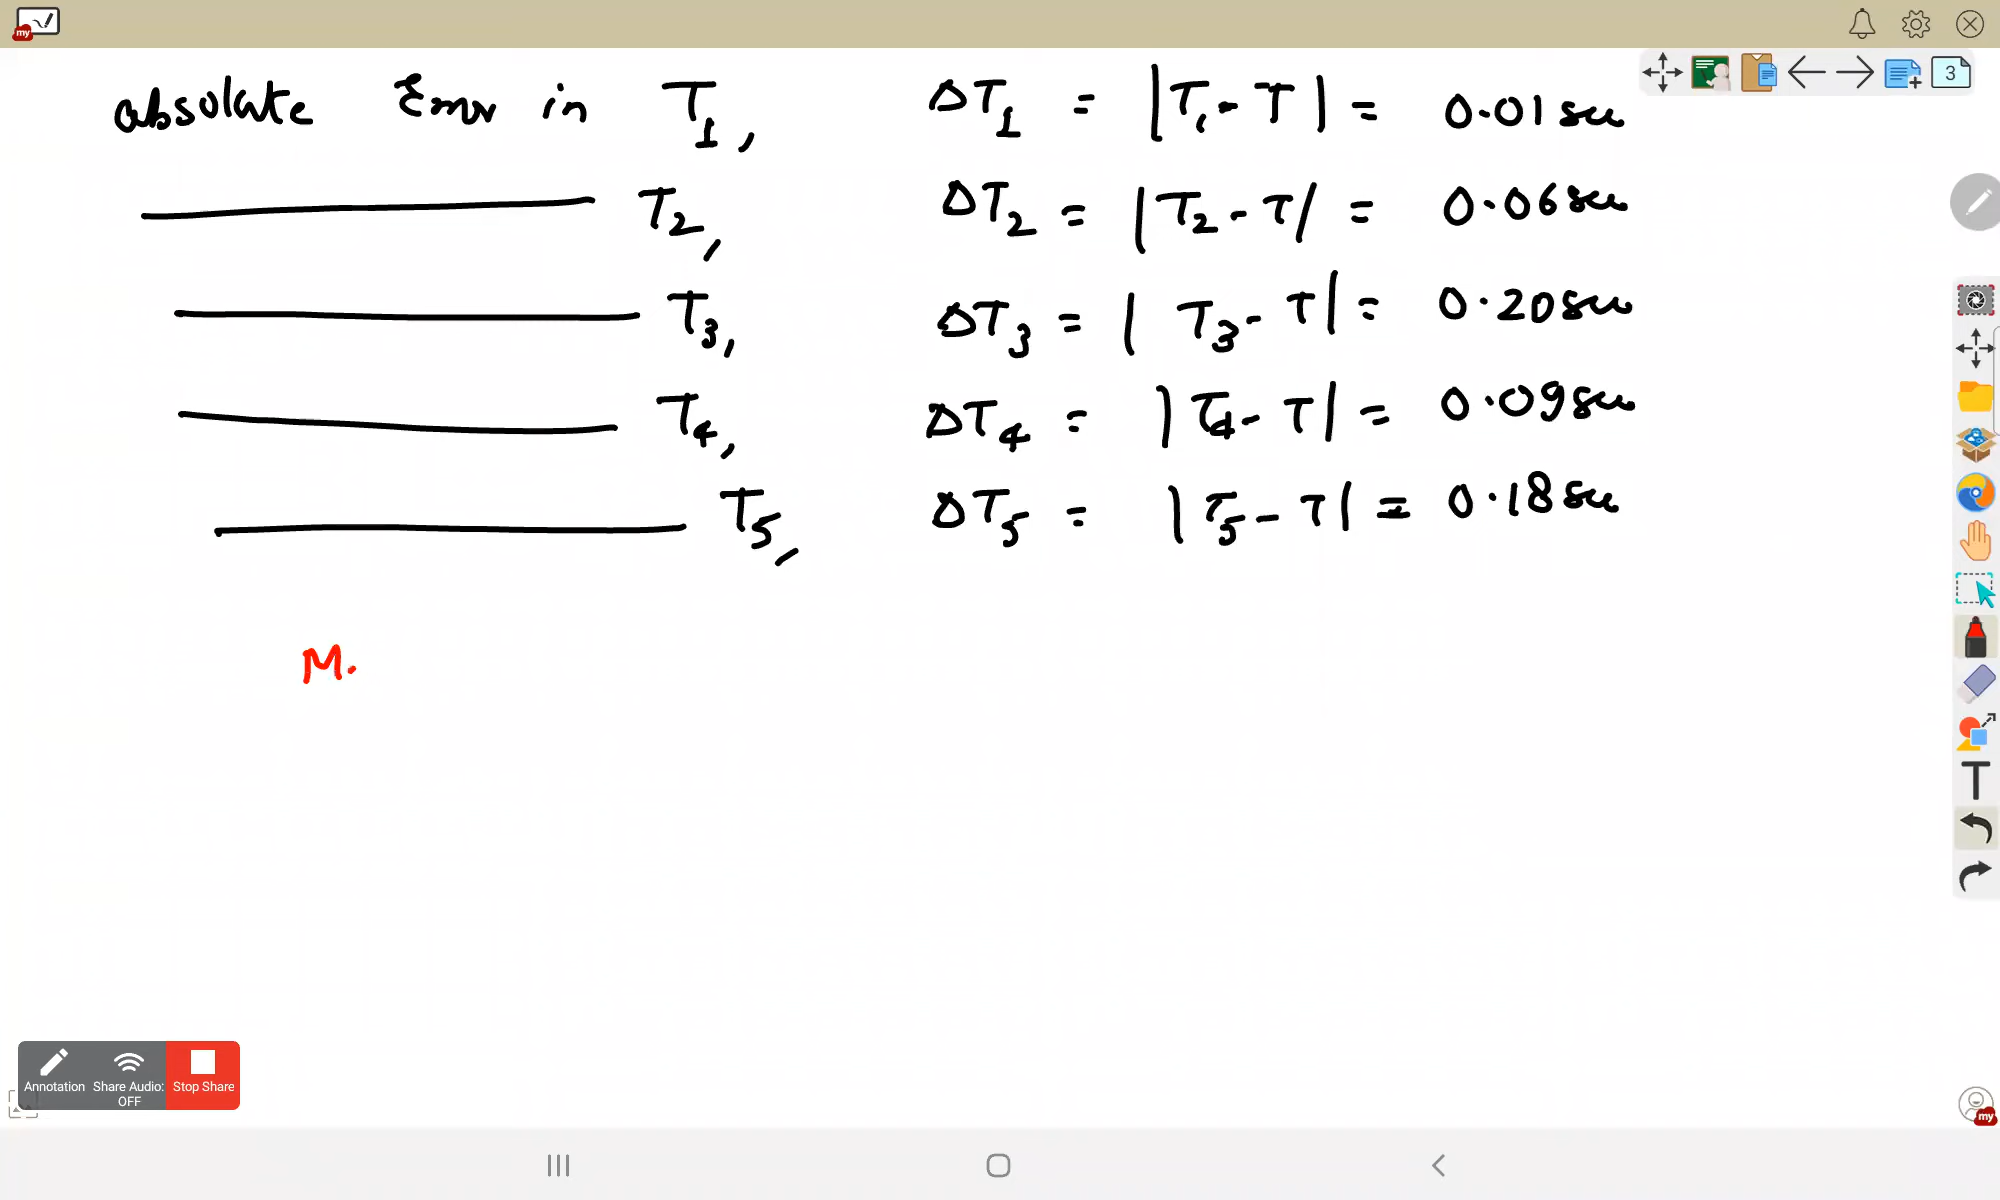 my
3
absolute Error in T1, ΔT1 = |T1 - T| = 0.01 sec
T2, ΔT2 = |T2 - T| = 0.06 sec
T3, ΔT3 = |T3 - T| = 0.20 sec
T4, ΔT4 = |T4 - T| = 0.09 sec
T5, ΔT5 = |T5 - T| = 0.18 sec
M.
T
Annotation
Share Audio:
OFF
Stop Share
my